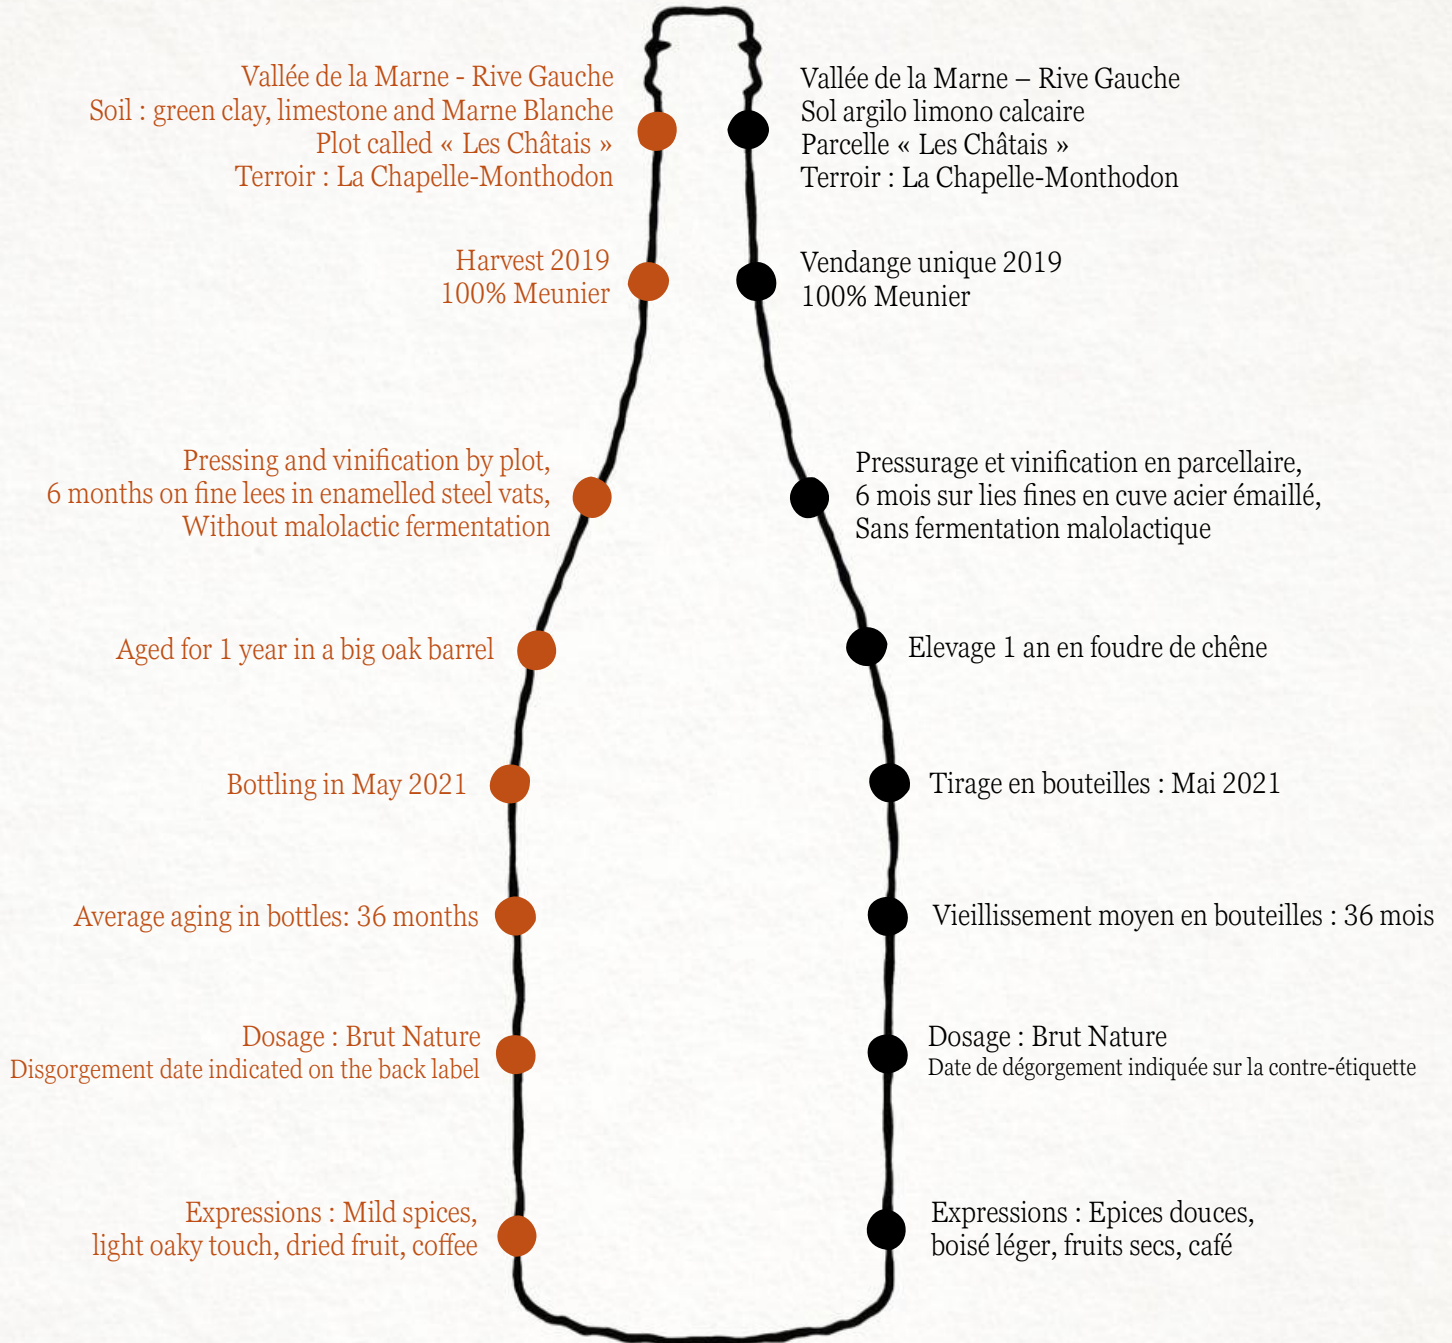 Vallée de la Marne - Rive Gauche
Soil : green clay, limestone and Marne Blanche
Plot called « Les Châtais »
Terroir : La Chapelle-Monthodon
Harvest 2019
100% Meunier
Pressing and vinification by plot,
6 months on fine lees in enamelled steel vats,
Without malolactic fermentation
Aged for 1 year in a big oak barrel
Bottling in May 2021
Average aging in bottles: 36 months
Dosage : Brut Nature
Disgorgement date indicated on the back label
Expressions : Mild spices,
light oaky touch, dried fruit, coffee
Vallée de la Marne – Rive Gauche
Sol argilo limono calcaire
Parcelle « Les Châtais »
Terroir : La Chapelle-Monthodon
Vendange unique 2019
100% Meunier
Pressurage et vinification en parcellaire,
6 mois sur lies fines en cuve acier émaillé,
Sans fermentation malolactique
Elevage 1 an en foudre de chêne
Tirage en bouteilles : Mai 2021
Vieillissement moyen en bouteilles : 36 mois
Dosage : Brut Nature
Date de dégorgement indiquée sur la contre-étiquette
Expressions : Epices douces,
boisé léger, fruits secs, café